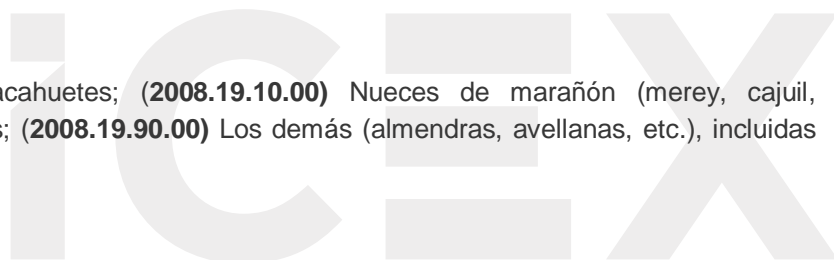 iCEX
acahuetes; (2008.19.10.00) Nueces de marañón (merey, cajuil,
s; (2008.19.90.00) Los demás (almendras, avellanas, etc.), incluidas